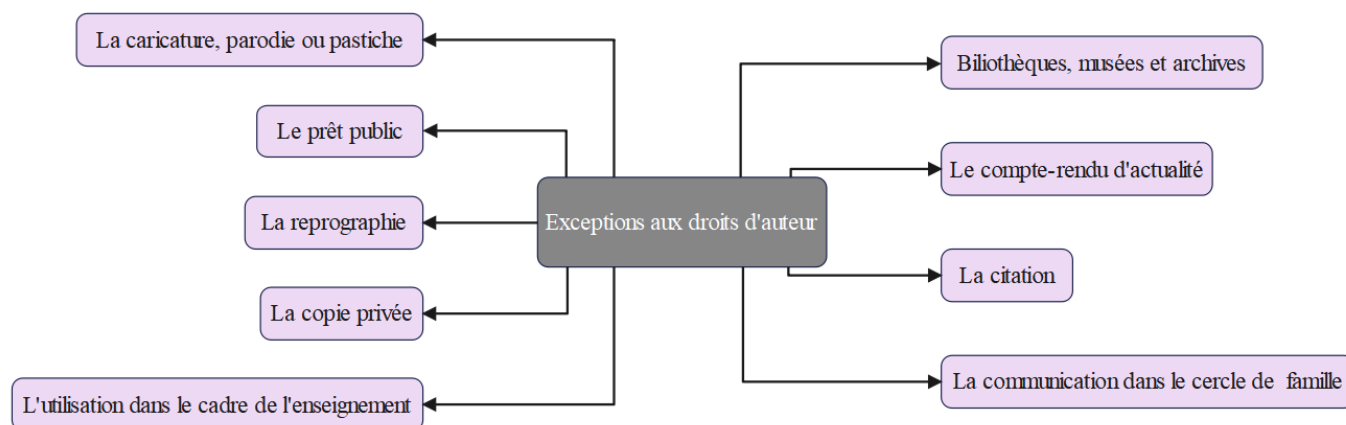 La caricature, parodie ou pastiche
Le prêt public
La reprographie
La copie privée
L'utilisation dans le cadre de l'enseignement
Exceptions aux droits d'auteur
Biliothèques, musées et archives
Le compte-rendu d'actualité
La citation
La communication dans le cercle de famille